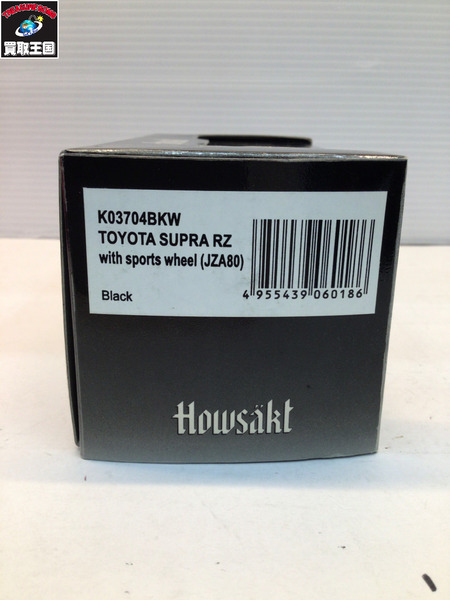 買取王国
K03704BKW
TOYOTA SUPRA RZ
with sports wheel (JZA80)
Black
4 955439 060186
Howsäkt